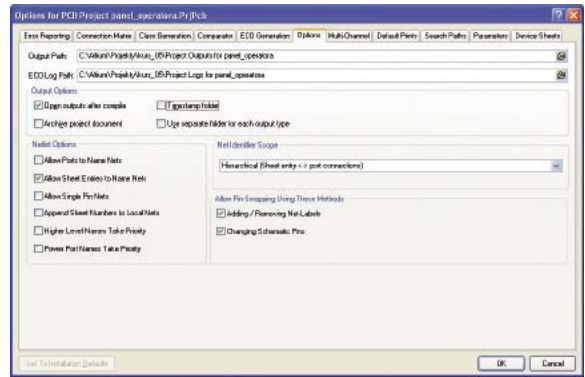 Options for PCB Project panel_operatora.PrjPcb
Error Reporting Connection Matrix Class Generation Comparator ECO Generation Options Multi-Channel Default Prints Search Paths Parameters Device Sheets
Output Path: C:\Altium\Projekty\kurs_05\Project Outputs for panel_operatora
ECO Log Path: C:\Altium\Projekty\kurs_05\Project Logs for panel_operatora
Output Options
Open outputs after compile Timestamp folder
Archive project document Use separate folder for each output type
Netlist Options Net Identifier Scope
Allow Ports to Name Nets
Hierarchical (Sheet entry <-> port connections)
Allow Sheet Entries to Name Nets
Allow Single Pin Nets Allow Pin Swapping Using These Methods
Append Sheet Numbers to Local Nets Adding / Removing Net-Labels
Higher Level Names Take Priority Changing Schematic Pins
Power Port Names Take Priority
Set To Installation Defaults OK Cancel